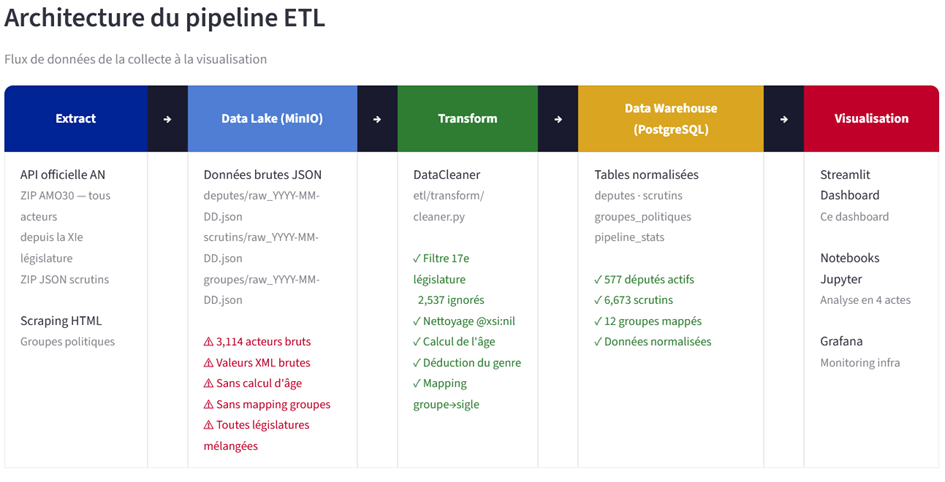 Architecture du pipeline ETL
Flux de données de la collecte à la visualisation
Extract
→
Data Lake (MinIO)
→
Transform
→
Data Warehouse
(PostgreSQL)
→
Visualisation
API officielle AN
ZIP AMO30 — tous
acteurs
depuis la XIe
législature
ZIP JSON scrutins
Scraping HTML
Groupes politiques
Données brutes JSON
deputes/raw_YYYY-MM-
DD.json
scrutins/raw_YYYY-MM-
DD.json
groupes/raw_YYYY-MM-
DD.json
⚠ 3,114 acteurs bruts
⚠ Valeurs XML brutes
⚠ Sans calcul d'âge
⚠ Sans mapping groupes
⚠ Toutes législatures
mélangées
DataCleaner
etl/transform/
cleaner.py
✓ Filtre 17e
législature
2,537 ignorés
✓ Nettoyage @xsi:nil
✓ Calcul de l'âge
✓ Déduction du genre
✓ Mapping
groupe→sigle
Tables normalisées
deputes · scrutins
groupes_politiques
pipeline_stats
✓ 577 députés actifs
✓ 6,673 scrutins
✓ 12 groupes mappés
✓ Données normalisées
Streamlit
Dashboard
Ce dashboard
Notebooks
Jupyter
Analyse en 4 actes
Grafana
Monitoring infra